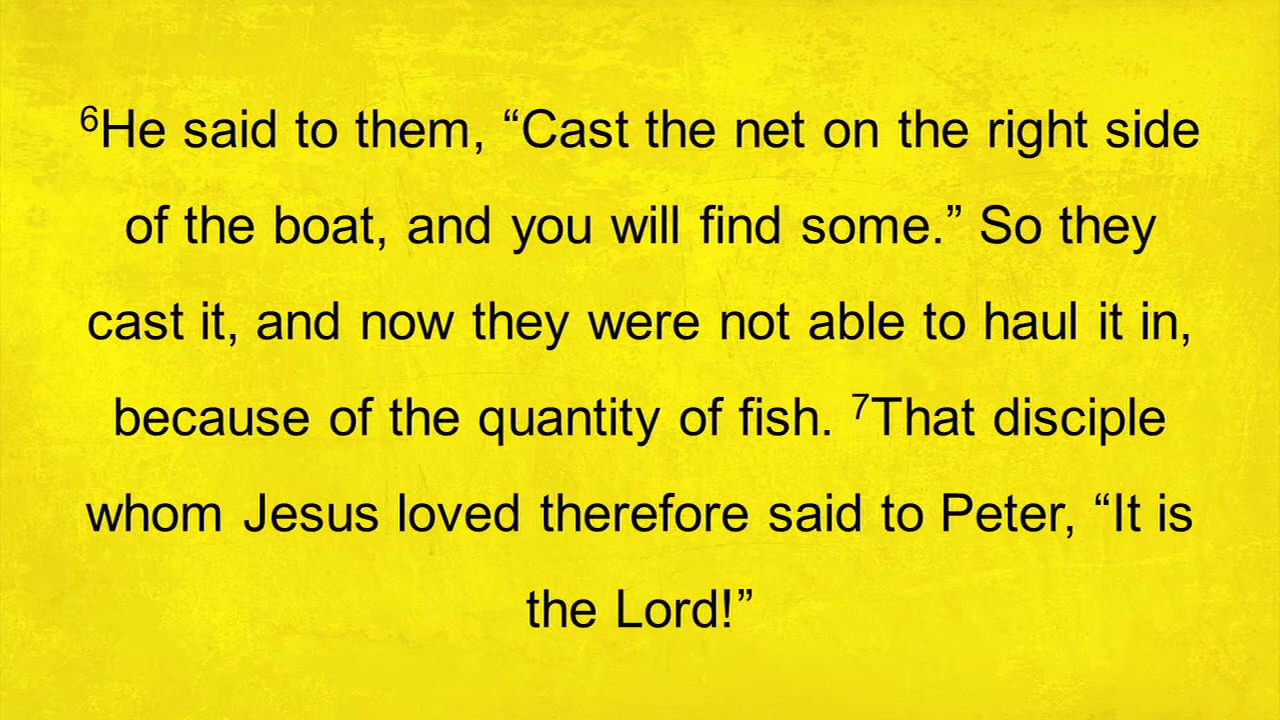 ⁶He said to them, “Cast the net on the right side
of the boat, and you will find some.” So they
cast it, and now they were not able to haul it in,
because of the quantity of fish. ⁷That disciple
whom Jesus loved therefore said to Peter, “It is
the Lord!”